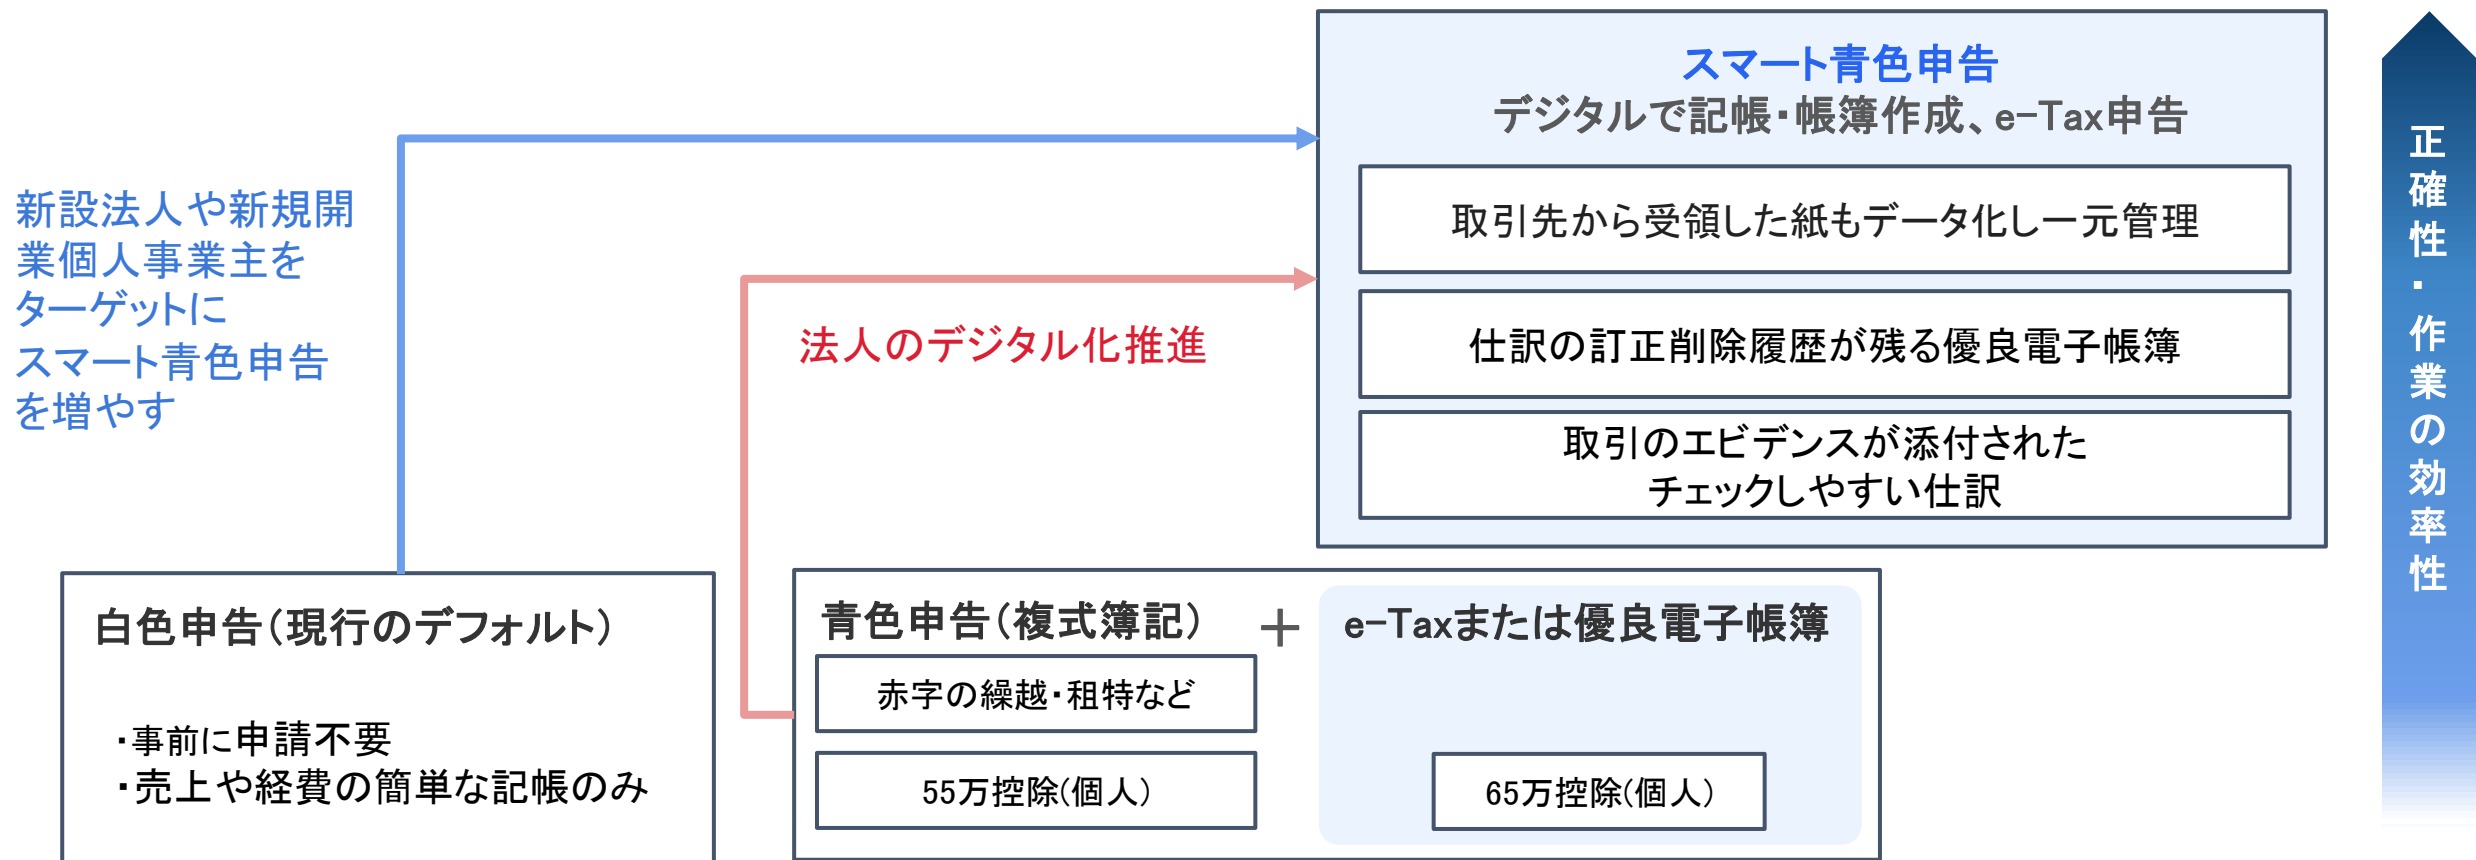 スマート青色申告
デジタルで記帳・帳簿作成、e-Tax申告
取引先から受領した紙もデータ化し一元管理
仕訳の訂正削除履歴が残る優良電子帳簿
取引のエビデンスが添付された
チェックしやすい仕訳
新設法人や新規開
業個人事業主を
ターゲットに
スマート青色申告
を増やす
法人のデジタル化推進
白色申告(現行のデフォルト)
・事前に申請不要
・売上や経費の簡単な記帳のみ
青色申告(複式簿記)
+
e-Taxまたは優良電子帳簿
赤字の繰越・租特など
55万控除(個人)
65万控除(個人)
正確性・作業の効率性